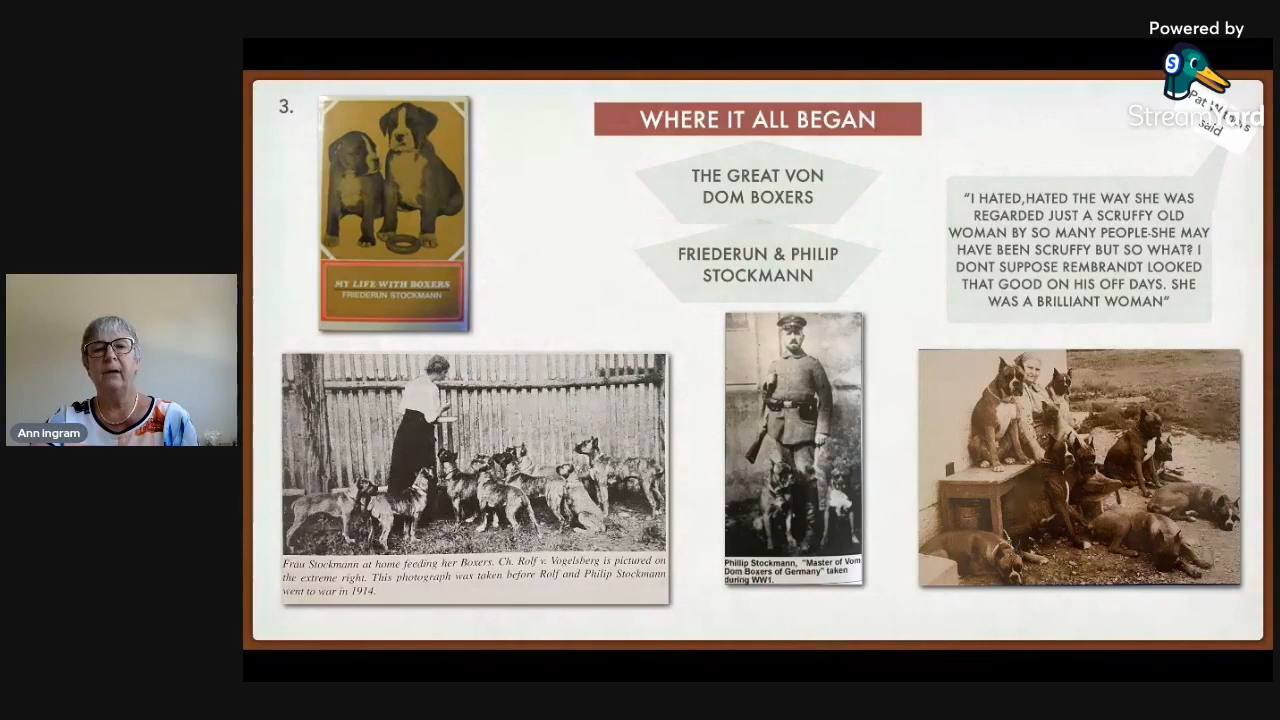 Powered by
StreamYard
3.
WHERE IT ALL BEGAN
THE GREAT VON
DOM BOXERS
FRIEDERUN & PHILIP
STOCKMANN
said
"I HATED,HATED THE WAY SHE WAS
REGARDED JUST A SCRUFFY OLD
WOMAN BY SO MANY PEOPLE-SHE MAY
HAVE BEEN SCRUFFY BUT SO WHAT? I
DONT SUPPOSE REMBRANDT LOOKED
THAT GOOD ON HIS OFF DAYS. SHE
WAS A BRILLIANT WOMAN"
MY LIFE WITH BOXERS
FRIEDERUN STOCKMANN
Ann Ingram
Frau Stockmann at home feeding her Boxers. Ch. Rolf v. Vogelsberg is pictured on
the extreme right. This photograph was taken before Rolf and Philip Stockmann
went to war in 1914.
Phillip Stockmann, "Master of Vom
Dom Boxers of Germany" taken
during WW1.